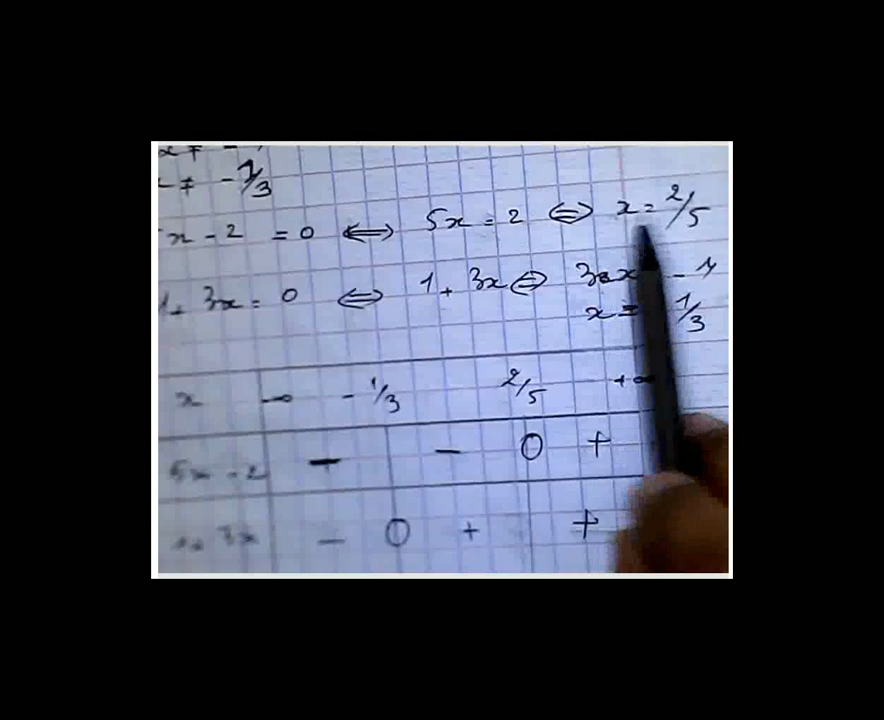 x ≠ - 1/3
x - 2 = 0 ⟺ 5x = 2 ⟺ x = 2/5
1 + 3x = 0 ⟺ 1 + 3x ⟺ 3x - 1
x = 1/3
x -∞ - 1/3 2/5 +∞
5x - 2 - - 0 +
1 + 3x - 0 + +